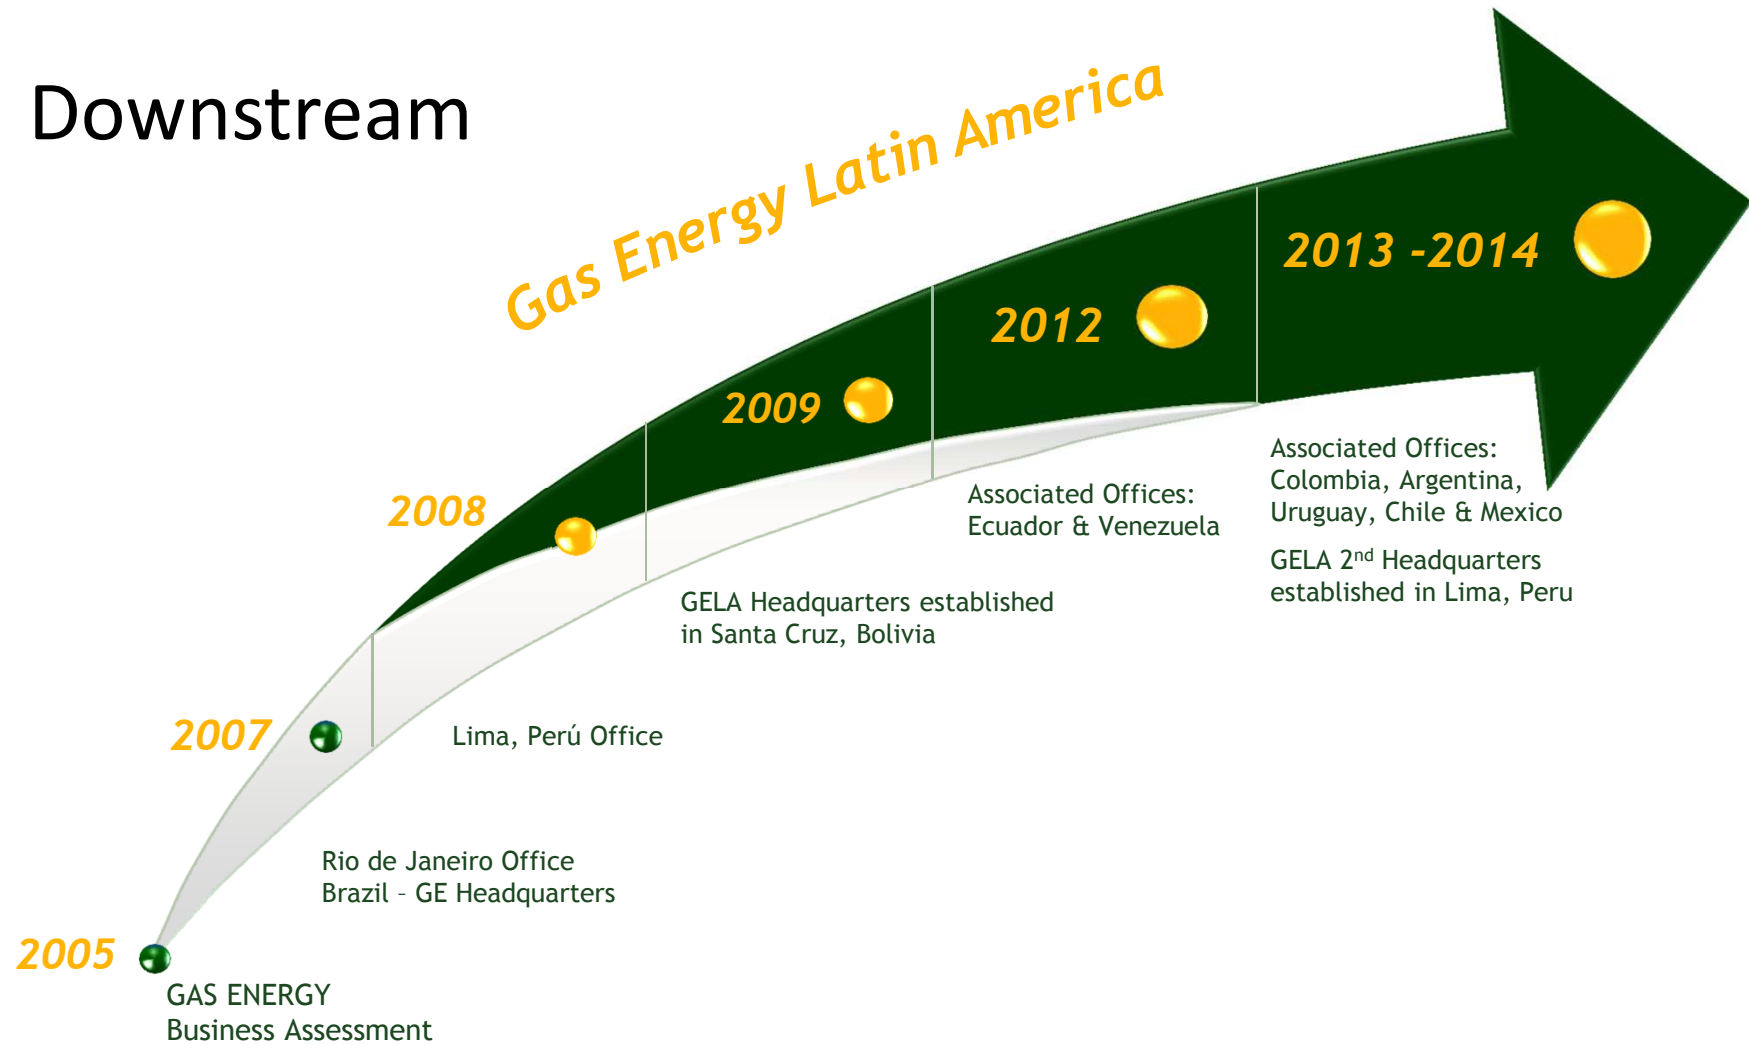 Downstream
Gas Energy Latin America
2005
GAS ENERGY
Business Assessment
2007
Rio de Janeiro Office
Brazil – GE Headquarters
2008
Lima, Perú Office
2009
GELA Headquarters established
in Santa Cruz, Bolivia
2012
Associated Offices:
Ecuador & Venezuela
2013 -2014
Associated Offices:
Colombia, Argentina,
Uruguay, Chile & Mexico
GELA 2nd Headquarters
established in Lima, Peru